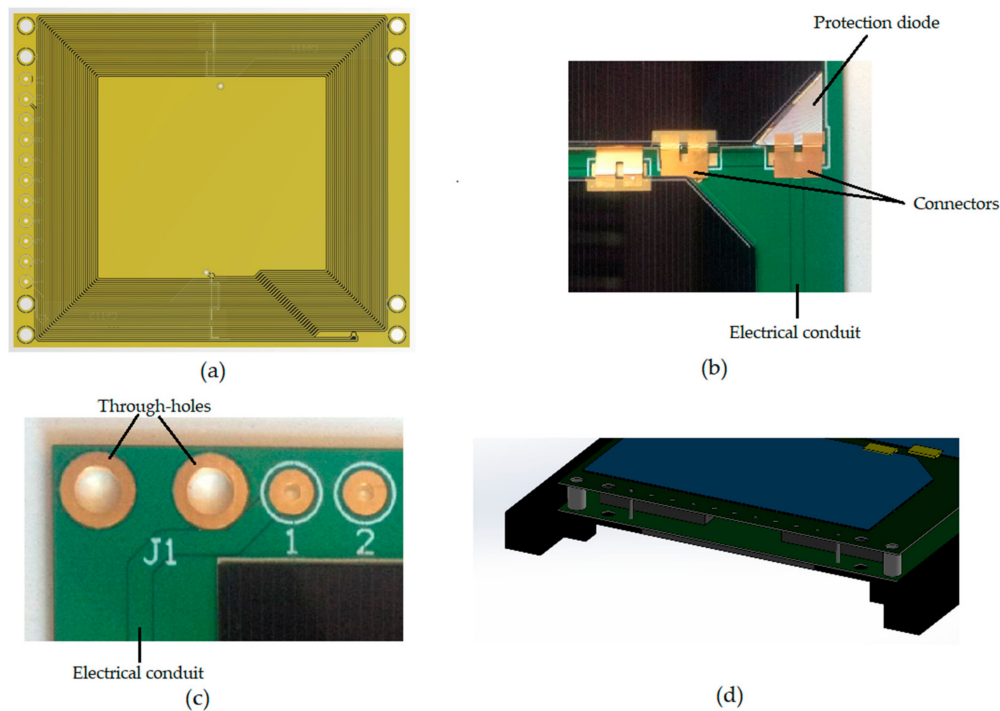 Protection diode
Connectors
Electrical conduit
(a)
(b)
Through-holes
J1
1
2
Electrical conduit
(c)
(d)